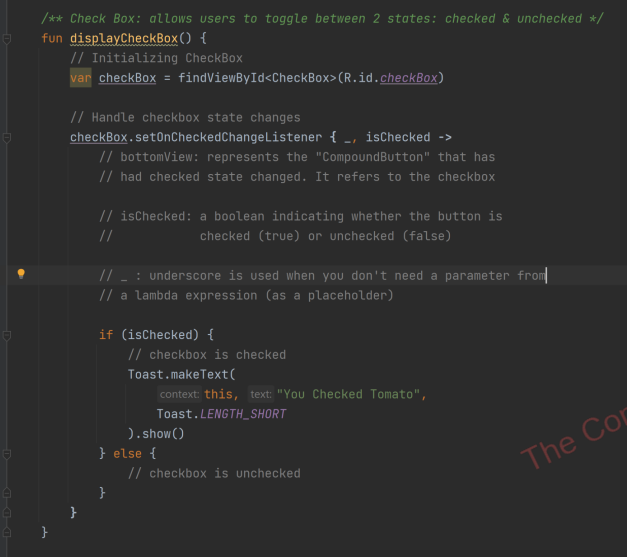 /** Check Box: allows users to toggle between 2 states: checked & unchecked */
fun displayCheckBox() {
// Initializing CheckBox
var checkBox = findViewById<CheckBox>(R.id.checkBox)
// Handle checkbox state changes
checkBox.setOnCheckedChangeListener { _, isChecked ->
// bottomView: represents the "CompoundButton" that has
// had checked state changed. It refers to the checkbox
// isChecked: a boolean indicating whether the button is
//            checked (true) or unchecked (false)
// _ : underscore is used when you don't need a parameter from
// a lambda expression (as a placeholder)
if (isChecked) {
// checkbox is checked
Toast.makeText(
context: this, text: "You Checked Tomato",
Toast.LENGTH_SHORT
).show()
} else {
// checkbox is unchecked
}
}
}
The